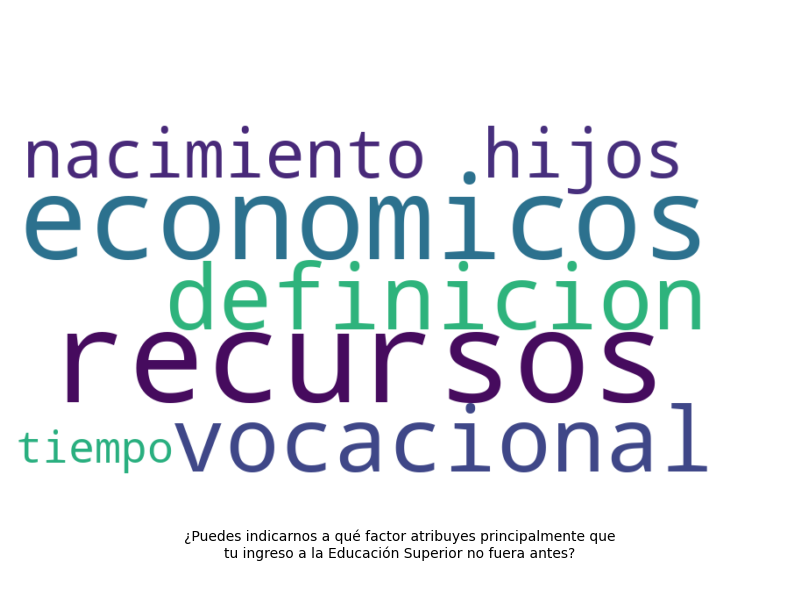 nacimiento hijos
economicos
definicion
recursos
tiempo vocacional
¿Puedes indicarnos a qué factor atribuyes principalmente que
tu ingreso a la Educación Superior no fuera antes?